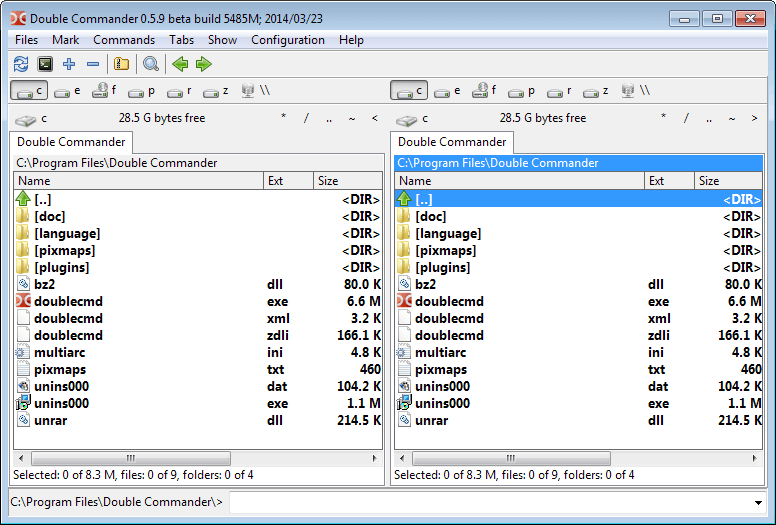 Double Commander 0.5.9 beta build 5485M; 2014/03/23
Files Mark Commands Tabs Show Configuration Help
c e f p r z \\ c e f p r z \\
c 28.5 G bytes free * / .. ~ < c 28.5 G bytes free * / .. ~ >
Double Commander Double Commander
C:\Program Files\Double Commander C:\Program Files\Double Commander
Name Ext Size Name Ext Size
[..] <DIR> [..] <DIR>
[doc] <DIR> [doc] <DIR>
[language] <DIR> [language] <DIR>
[pixmaps] <DIR> [pixmaps] <DIR>
[plugins] <DIR> [plugins] <DIR>
bz2 dll 80.0 K bz2 dll 80.0 K
doublecmd exe 6.6 M doublecmd exe 6.6 M
doublecmd xml 3.2 K doublecmd xml 3.2 K
doublecmd zdli 166.1 K doublecmd zdli 166.1 K
multiarc ini 4.8 K multiarc ini 4.8 K
pixmaps txt 460 pixmaps txt 460
unins000 dat 104.2 K unins000 dat 104.2 K
unins000 exe 1.1 M unins000 exe 1.1 M
unrar dll 214.5 K unrar dll 214.5 K
Selected: 0 of 8.3 M, files: 0 of 9, folders: 0 of 4 Selected: 0 of 8.3 M, files: 0 of 9, folders: 0 of 4
C:\Program Files\Double Commander\>